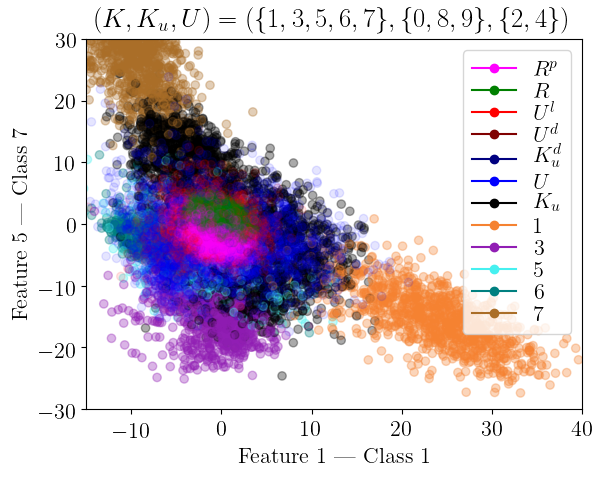 (K, K_u, U) = ({1, 3, 5, 6, 7}, {0, 8, 9}, {2, 4})
30
20
10
0
−10
−20
−30
Feature 5 — Class 7
−10
0
10
20
30
40
Feature 1 — Class 1
R^p
R
U^l
U^d
K_u^d
U
K_u
1
3
5
6
7